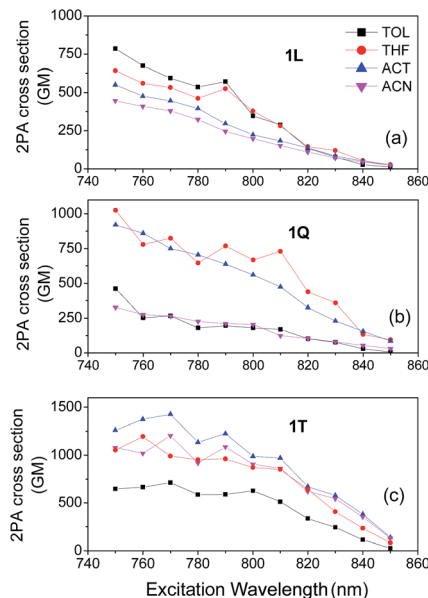 1000
750
500
250
0
2PA cross section
(GM)
1L
TOL
THF
ACT
ACN
(a)
740 760 780 800 820 840 860
1000
750
500
250
0
2PA cross section
(GM)
1Q
(b)
740 760 780 800 820 840 860
1500
1000
500
0
2PA cross section
(GM)
1T
(c)
740 760 780 800 820 840 860
Excitation Wavelength (nm)